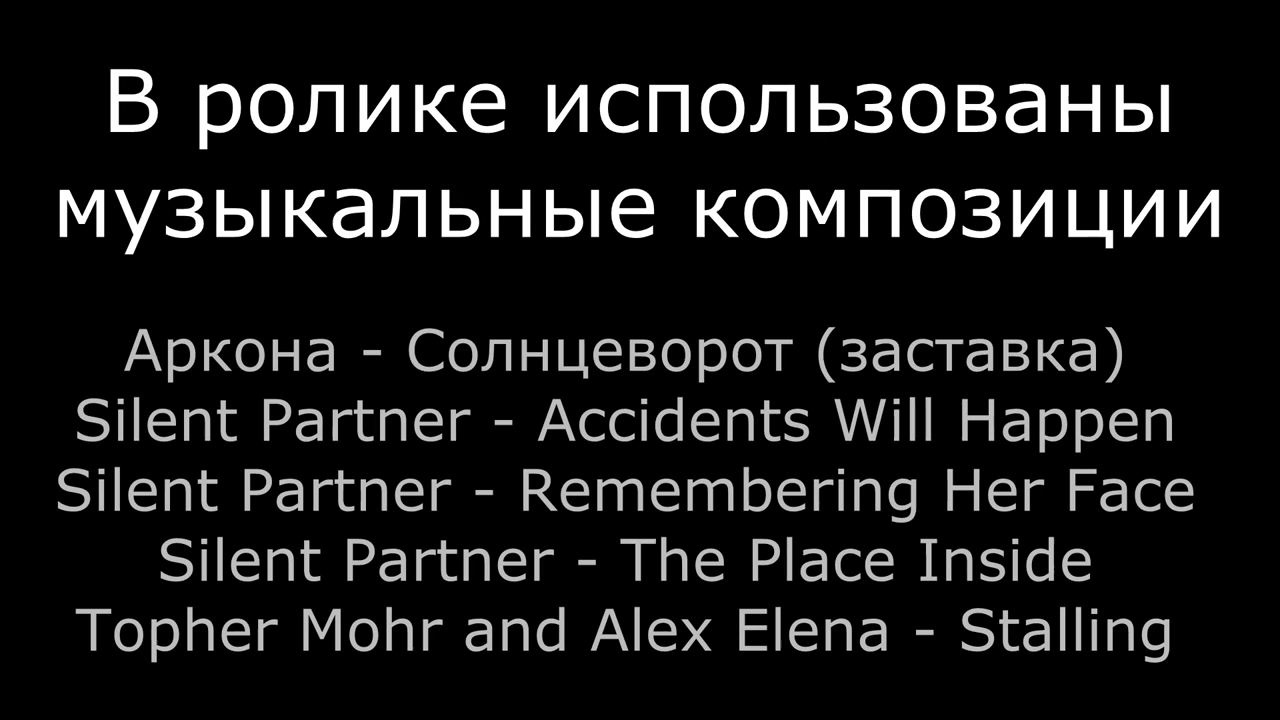 В ролике использованы
музыкальные композиции
Аркона - Солнцеворот (заставка)
Silent Partner - Accidents Will Happen
Silent Partner - Remembering Her Face
Silent Partner - The Place Inside
Topher Mohr and Alex Elena - Stalling